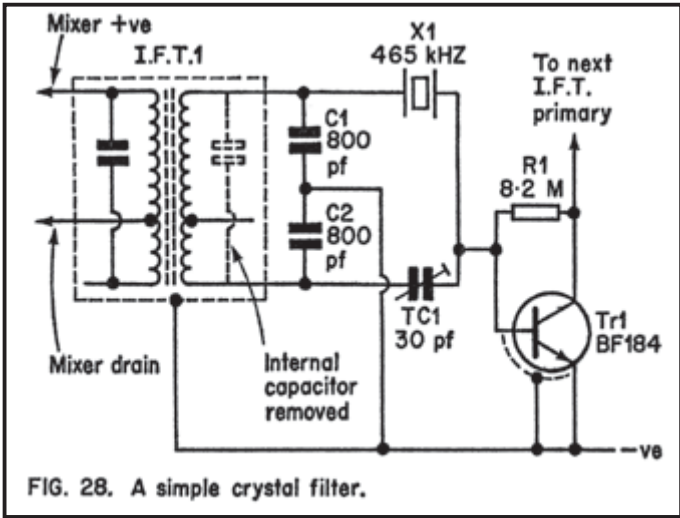 Mixer +ve
I.F.T.1
X1
465 kHZ
To next
I.F.T.
primary
C1
800
pf
R1
8·2 M
C2
800
pf
TC1
30 pf
Tr1
BF184
Mixer drain
Internal
capacitor
removed
-ve
FIG. 28. A simple crystal filter.